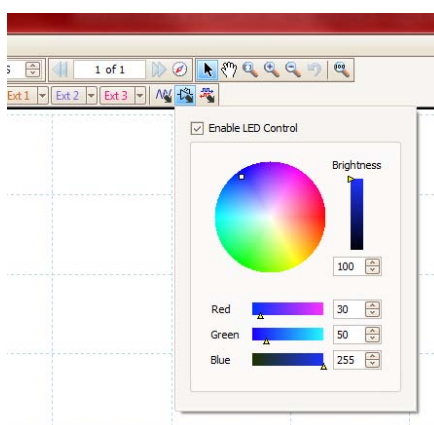 1 of 1
100
Ext 1 Ext 2 Ext 3
Enable LED Control
Brightness
100
Red 30
Green 50
Blue 255